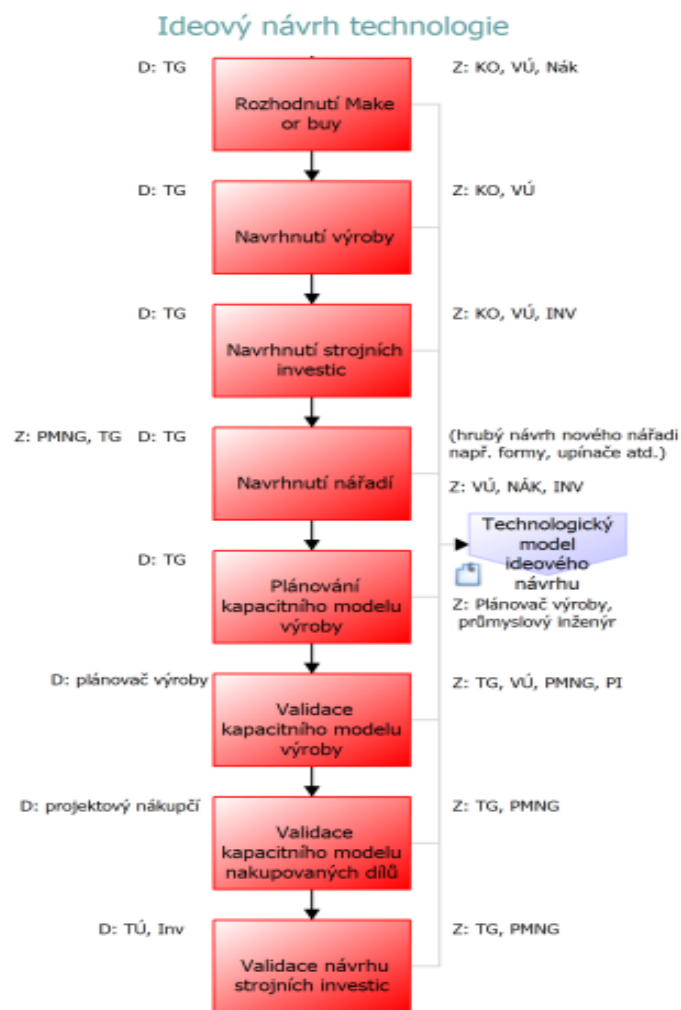 Ideový návrh technologie
D: TG
Z: KO, VÚ, Nák
Rozhodnutí Make
or buy
D: TG
Z: KO, VÚ
Navrhnutí výroby
D: TG
Z: KO, VÚ, INV
Navrhnutí strojních
investic
Z: PMNG, TG D: TG
(hrubý návrh nového nářadi
např. formy, upínače atd.)
Navrhnutí nářadí
Z: VÚ, NÁK, INV
Technologický
model
ideového
návrhu
D: TG
Plánování
kapacitního modelu
výroby
Z: Plánovač výroby,
průmyslový inženýr
D: plánovač výroby
Z: TG, VÚ, PMNG, PI
Validace
kapacitního modelu
výroby
D: projektový nákupčí
Z: TG, PMNG
Validace
kapacitního modelu
nakupovaných dílů
D: TÚ, Inv
Z: TG, PMNG
Validace návrhu
strojních investic